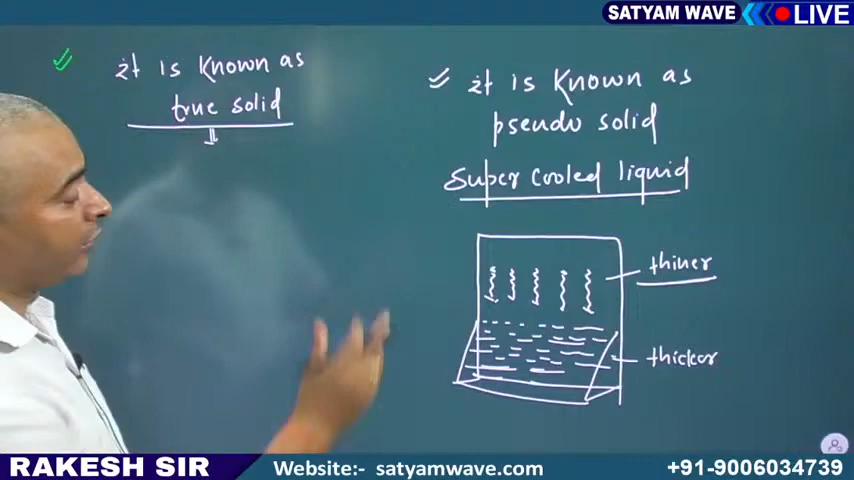 SATYAM WAVE LIVE
it is known as
true solid
it is known as
pseudo solid
super cooled liquid
thiner
thicker
RAKESH SIR
Website:- satyamwave.com
+91-9006034739